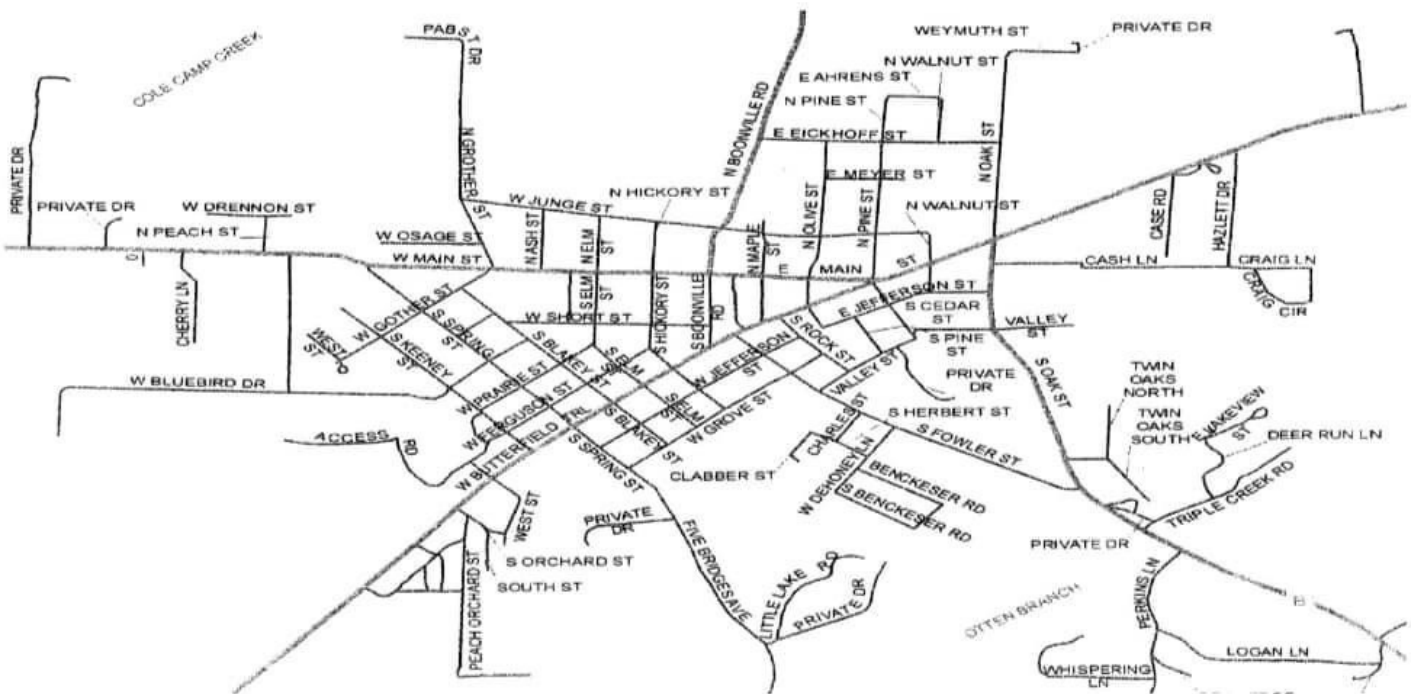 PAB ST DR
WEYMUTH ST
PRIVATE DR
COLE CAMP CREEK
N WALNUT ST
E AHRENS ST
N PINE ST
N BOONVILLE RD
E EICKHOFF ST
N OAK ST
PRIVATE DR
N GROTHER ST
E MEYER ST
N HICKORY ST
W JUNGE ST
W DRENNON ST
PRIVATE DR
N PEACH ST
N OLIVE ST
N PINE ST
N WALNUT ST
CASE RD
HAZLETT DR
W OSAGE ST
N ASH ST
N ELM ST
N MAPLE ST
W MAIN ST
E MAIN ST
CASH LN
CRAIG LN
CRAIG CIR
CHERRY LN
W GOTHER ST
S ELM ST
S HICKORY ST
S BOONVILLE RD
E JEFFERSON ST
S CEDAR ST
W SHORT ST
WEST ST
S KEENEY ST
S SPRING ST
S BLAKEY ST
S ELM ST
W JEFFERSON ST
S ROCK ST
S PINE ST
VALLEY ST
W BLUEBIRD DR
W PRAIRIE ST
VALLEY ST
PRIVATE DR
S OAK ST
TWIN OAKS NORTH
W FERGUSON ST
S ELM ST
W GROVE ST
S HERBERT ST
CHARLES ST
S FOWLER ST
TWIN OAKS SOUTH
E LAKEVIEW ST
DEER RUN LN
ACCESS RD
W BUTTERFIELD TRL
S BLAKEY ST
S SPRING ST
CLABBER ST
W DEHONEY LN
BENCKESER RD
S BENCKESER RD
TRIPLE CREEK RD
WEST ST
PRIVATE DR
PRIVATE DR
S ORCHARD ST
SOUTH ST
PEACH ORCHARD ST
FIVE BRIDGES AVE
LITTLE LAKE RD
PRIVATE DR
PERKINS LN
B
OTTEN BRANCH
LOGAN LN
WHISPERING LN